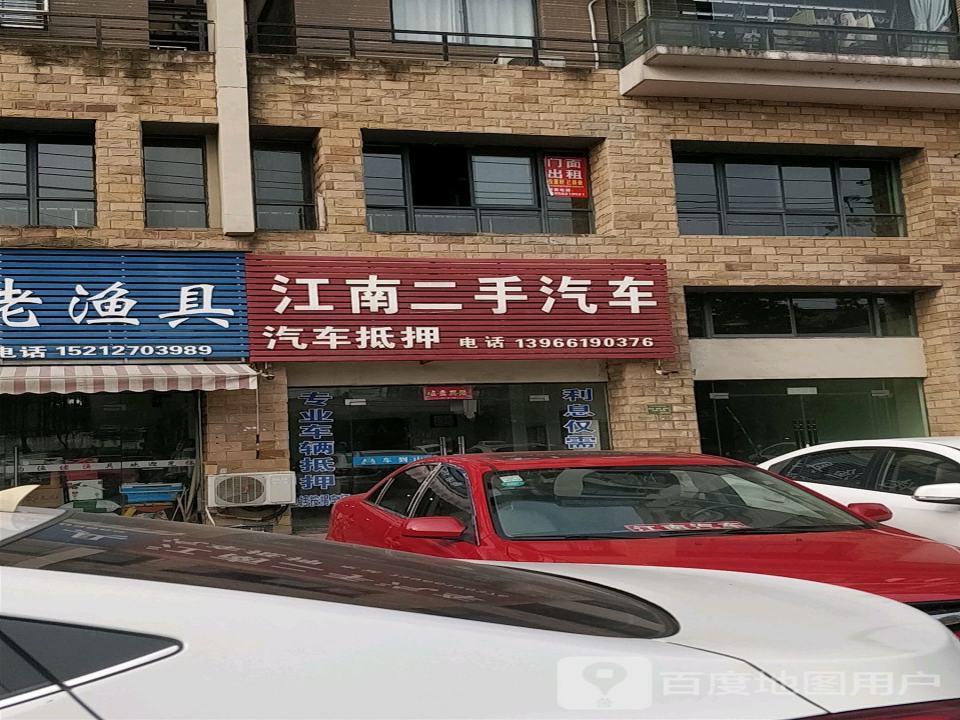 门面
出租
老渔具
电话 15212703989
江南二手汽车
汽车抵押 电话 13966190376
专业车辆抵押
利息仅需
江南汽车
百度地图用户